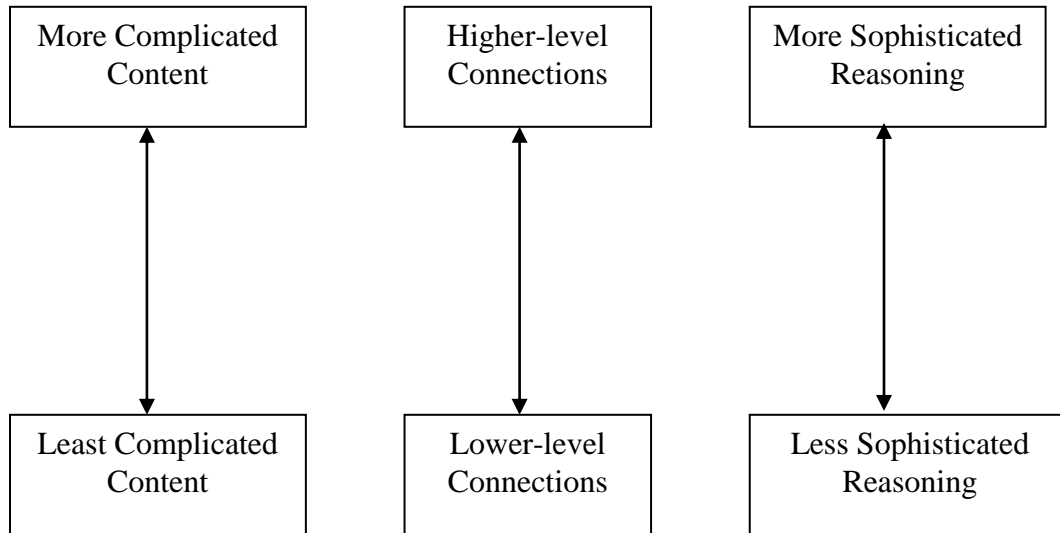 More Complicated
Content
Higher-level
Connections
More Sophisticated
Reasoning
Least Complicated
Content
Lower-level
Connections
Less Sophisticated
Reasoning